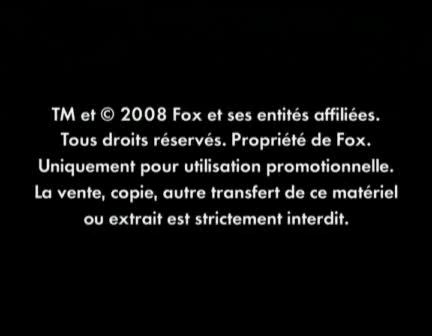 TM et © 2008 Fox et ses entités affiliées.
Tous droits réservés. Propriété de Fox.
Uniquement pour utilisation promotionnelle.
La vente, copie, autre transfert de ce matériel
ou extrait est strictement interdit.